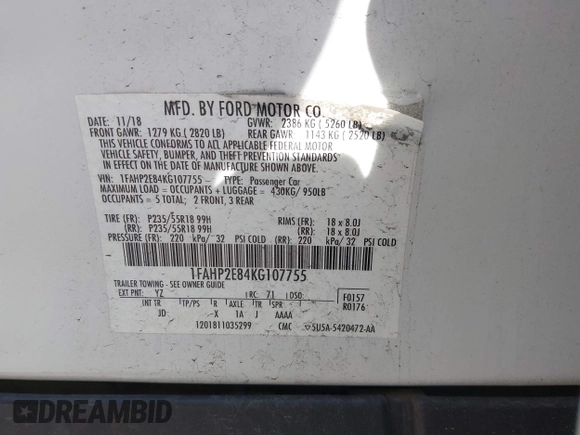 MFD. BY FORD MOTOR CO.
DATE: 11/18 GVWR: 2386 KG ( 5260 LB)
FRONT GAWR: 1279 KG ( 2820 LB) REAR GAWR: 1143 KG ( 2520 LB)
THIS VEHICLE CONFORMS TO ALL APPLICABLE FEDERAL MOTOR
VEHICLE SAFETY, BUMPER, AND THEFT PREVENTION STANDARDS
IN EFFECT ON THE DATE OF MANUFACTURE SHOWN ABOVE.
VIN: 1FAHP2E84KG107755 TYPE: Passenger Car
MAXIMUM LOAD = OCCUPANTS + LUGGAGE = 430KG/ 950LB
OCCUPANTS = 5 TOTAL; 2 FRONT, 3 REAR
TIRE (FR): P235/55R18 99H RIMS (FR): 18 x 8.0J
(RR): P235/55R18 99H (RR): 18 x 8.0J
PRESSURE (FR): 220 kPa/ 32 PSI COLD (RR): 220 kPa/ 32 PSI COLD
1FAHP2E84KG107755
TRAILER TOWING - SEE OWNER GUIDE
EXT PNT: YZ RC: 71 DSO: F0157
INT TR TP/PS R AXLE TR SPR R0176
JD -X 1A J AAAA
1201811035299 CMC 5U5A-5420472-AA
DREAMBID